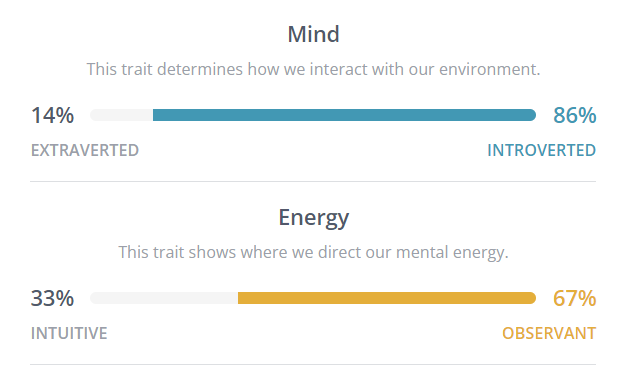 Mind
This trait determines how we interact with our environment.
14% 86%
EXTRAVERTED INTROVERTED
Energy
This trait shows where we direct our mental energy.
33% 67%
INTUITIVE OBSERVANT